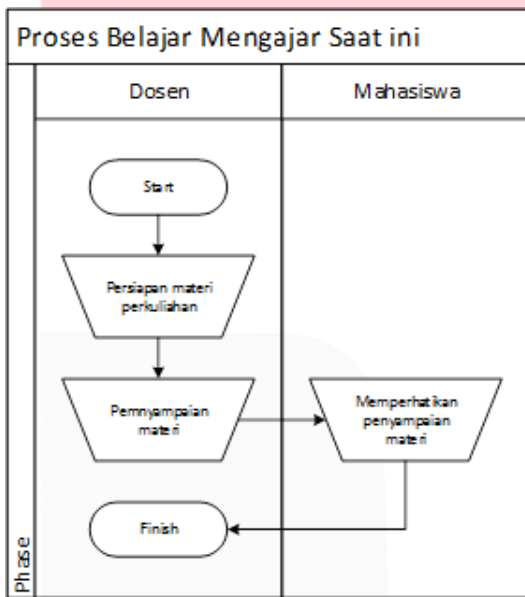 Proses Belajar Mengajar Saat ini
Dosen
Mahasiswa
Start
Persiapan materi
perkuliahan
Pemnyampaian
materi
Memperhatikan
penyampaian
materi
Finish
Phase